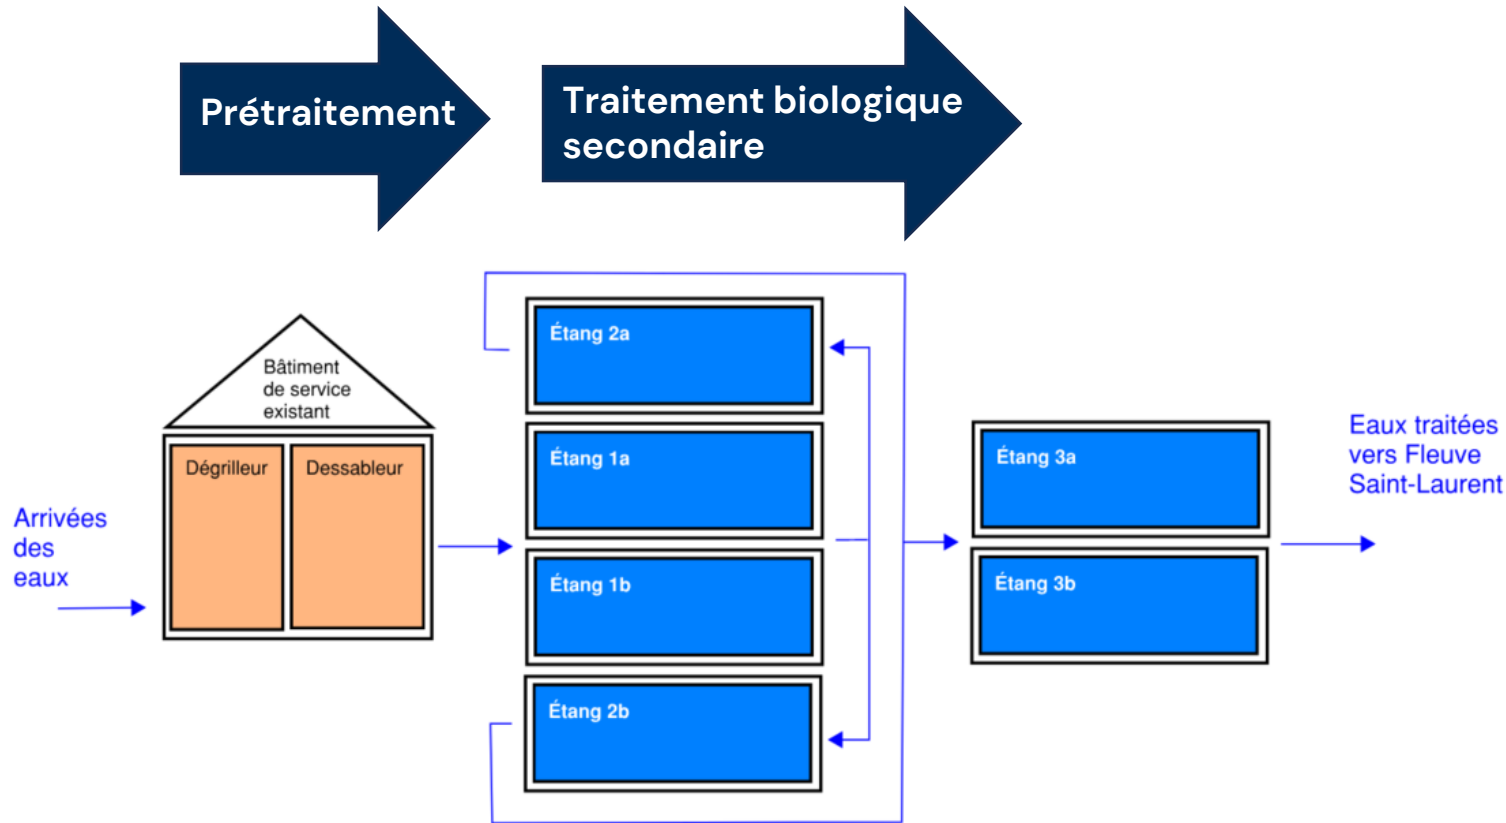 Prétraitement
Traitement biologique
secondaire
Bâtiment
de service
existant
Dégrilleur
Dessableur
Arrivées
des
eaux
Étang 2a
Étang 1a
Étang 1b
Étang 2b
Étang 3a
Étang 3b
Eaux traitées
vers Fleuve
Saint-Laurent